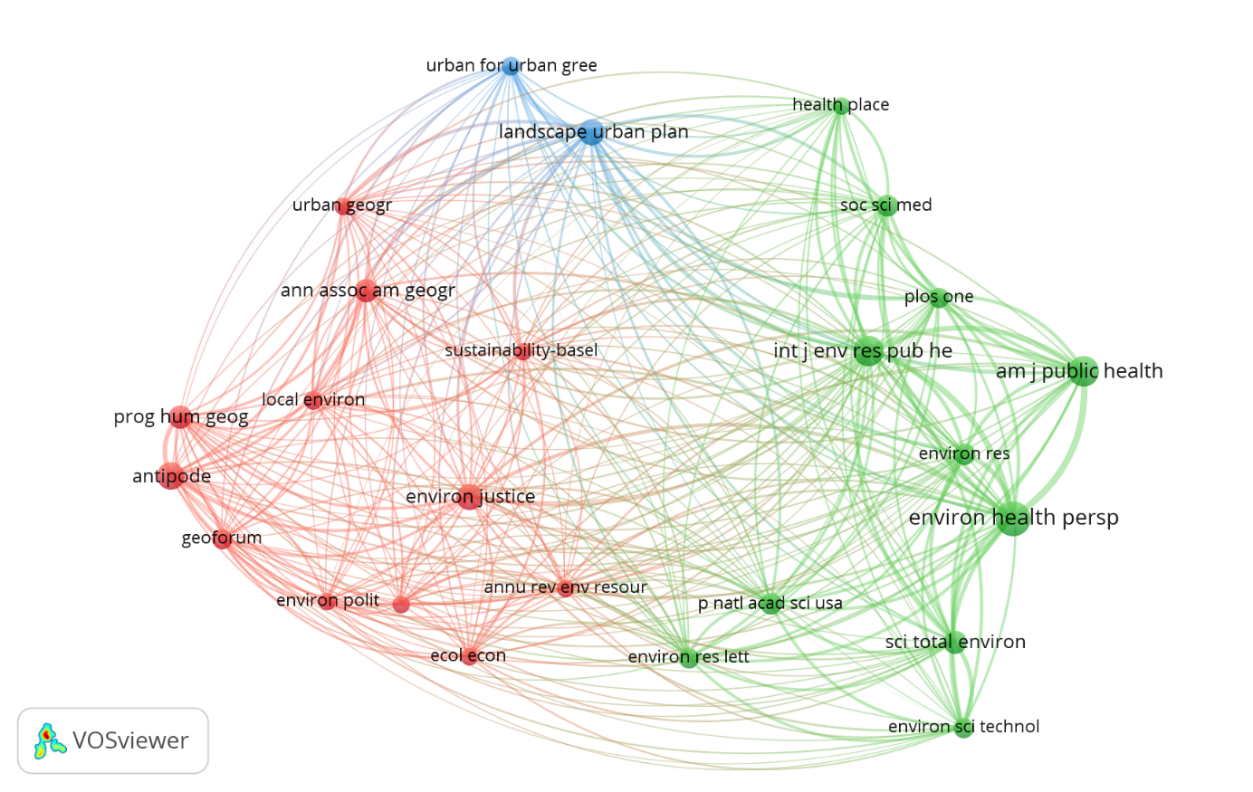 urban for urban gree
health place
landscape urban plan
urban geogr
soc sci med
ann assoc am geogr
plos one
sustainability-basel
int j env res pub he
am j public health
local environ
prog hum geog
environ res
antipode
environ justice
environ health persp
geoforum
annu rev env resour
environ polit
p natl acad sci usa
sci total environ
ecol econ
environ res lett
environ sci technol
VOSviewer